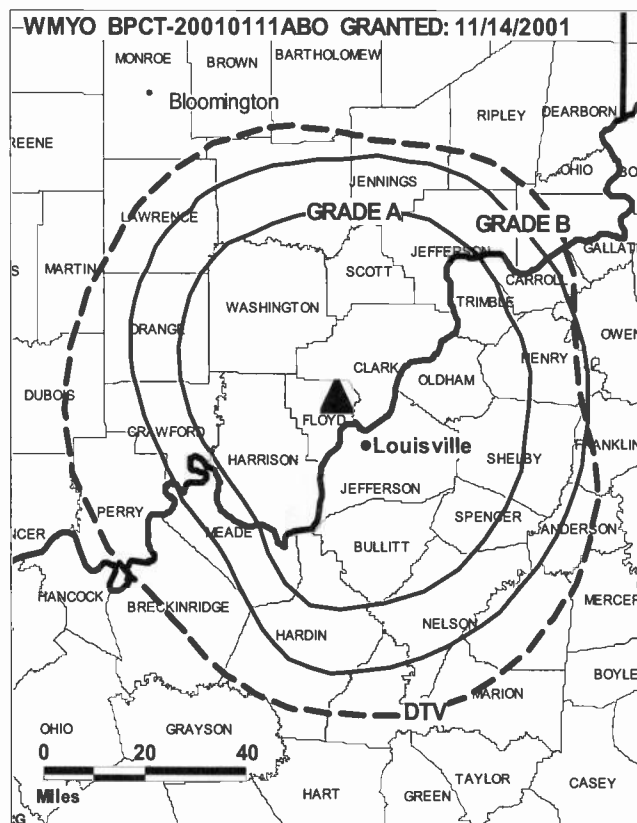 WMYO BPCT-20010111ABO GRANTED: 11/14/2001
MONROE
BROWN
BARTHOLOMEW
Bloomington
RIPLEY
DEARBORN
REENE
OHIO
BO
JENNINGS
LAWRENCE
GRADE A
GRADE B
JEFFERSON
GALLATI
MARTIN
SCOTT
CARROLL
S
WASHINGTON
TRIMBLE
ORANGE
OWEN
CLARK
HENRY
OLDHAM
DUBOIS
FLOYD
CRAWFORD
Louisville
FRANKLIN
HARRISON
SHELBY
JEFFERSON
PERRY
SPENCER
MEADE
ANDERSON
NCER
BULLITT
HANCOCK
BRECKINRIDGE
MERCER
NELSON
HARDIN
BOYLE
MARION
DTV
OHIO
GRAYSON
0 20 40
Miles
TAYLOR
CASEY
HART
GREEN
RG